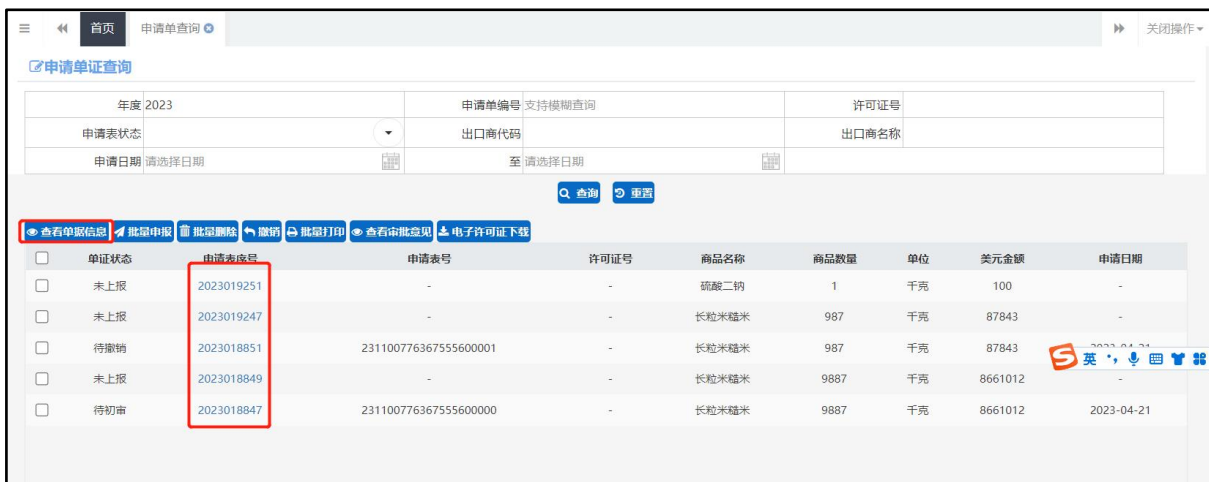 首页 申请单查询 关闭操作
申请单证查询
年度 2023 申请单编号 支持模糊查询 许可证号
申请表状态 出口商代码 出口商名称
申请日期 请选择日期 至 请选择日期
查询 重置
查看单据信息 批量申报 批量删除 撤销 批量打印 查看审批意见 电子许可证下载
单证状态 申请表序号 申请表号 许可证号 商品名称 商品数量 单位 美元金额 申请日期
未上报 2023019251 - - 硫酸二钠 1 千克 100 -
未上报 2023019247 - - 长粒米糙米 987 千克 87843 -
待撤销 2023018851 231100776367555600001 - 长粒米糙米 987 千克 87843
英
未上报 2023018849 - - 长粒米糙米 9887 千克 8661012 -
待初审 2023018847 231100776367555600000 - 长粒米糙米 9887 千克 8661012 2023-04-21